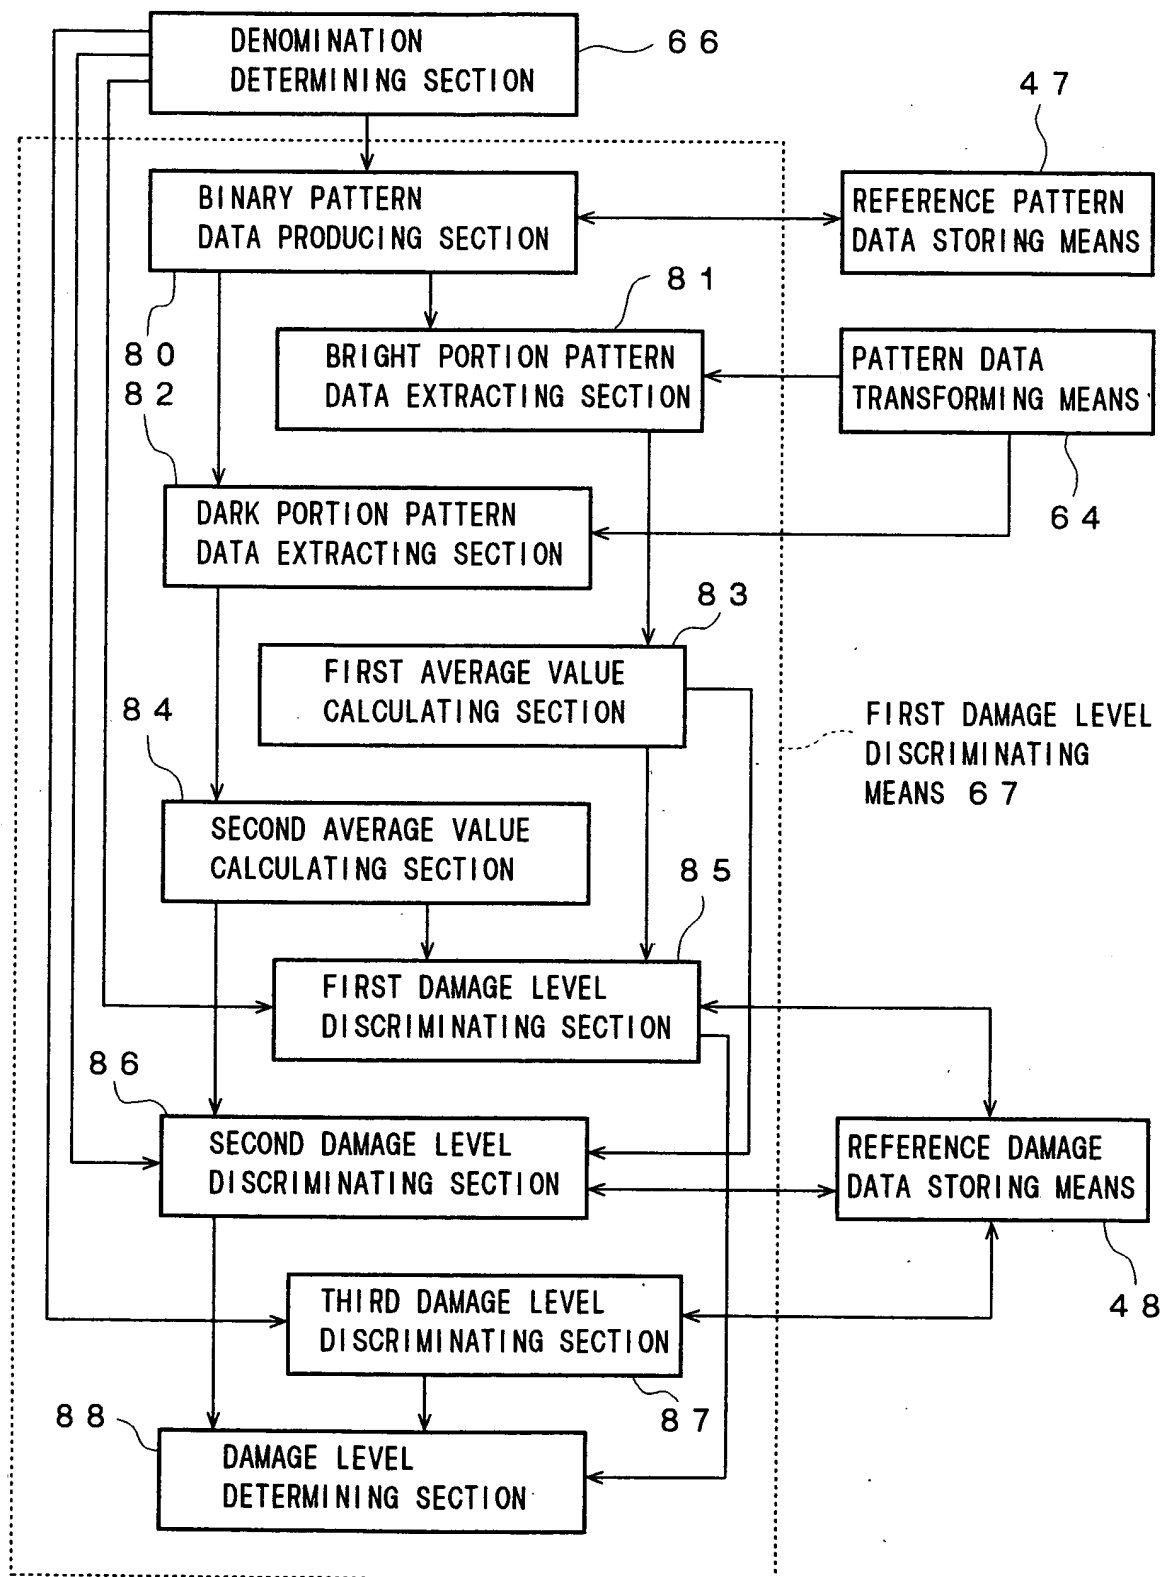 DENOMINATION
DETERMINING SECTION
66
47
BINARY PATTERN
DATA PRODUCING SECTION
REFERENCE PATTERN
DATA STORING MEANS
81
80
82
BRIGHT PORTION PATTERN
DATA EXTRACTING SECTION
PATTERN DATA
TRANSFORMING MEANS
64
DARK PORTION PATTERN
DATA EXTRACTING SECTION
83
FIRST AVERAGE VALUE
CALCULATING SECTION
84
FIRST DAMAGE LEVEL
DISCRIMINATING
MEANS 67
SECOND AVERAGE VALUE
CALCULATING SECTION
85
FIRST DAMAGE LEVEL
DISCRIMINATING SECTION
86
SECOND DAMAGE LEVEL
DISCRIMINATING SECTION
REFERENCE DAMAGE
DATA STORING MEANS
48
THIRD DAMAGE LEVEL
DISCRIMINATING SECTION
87
88
DAMAGE LEVEL
DETERMINING SECTION